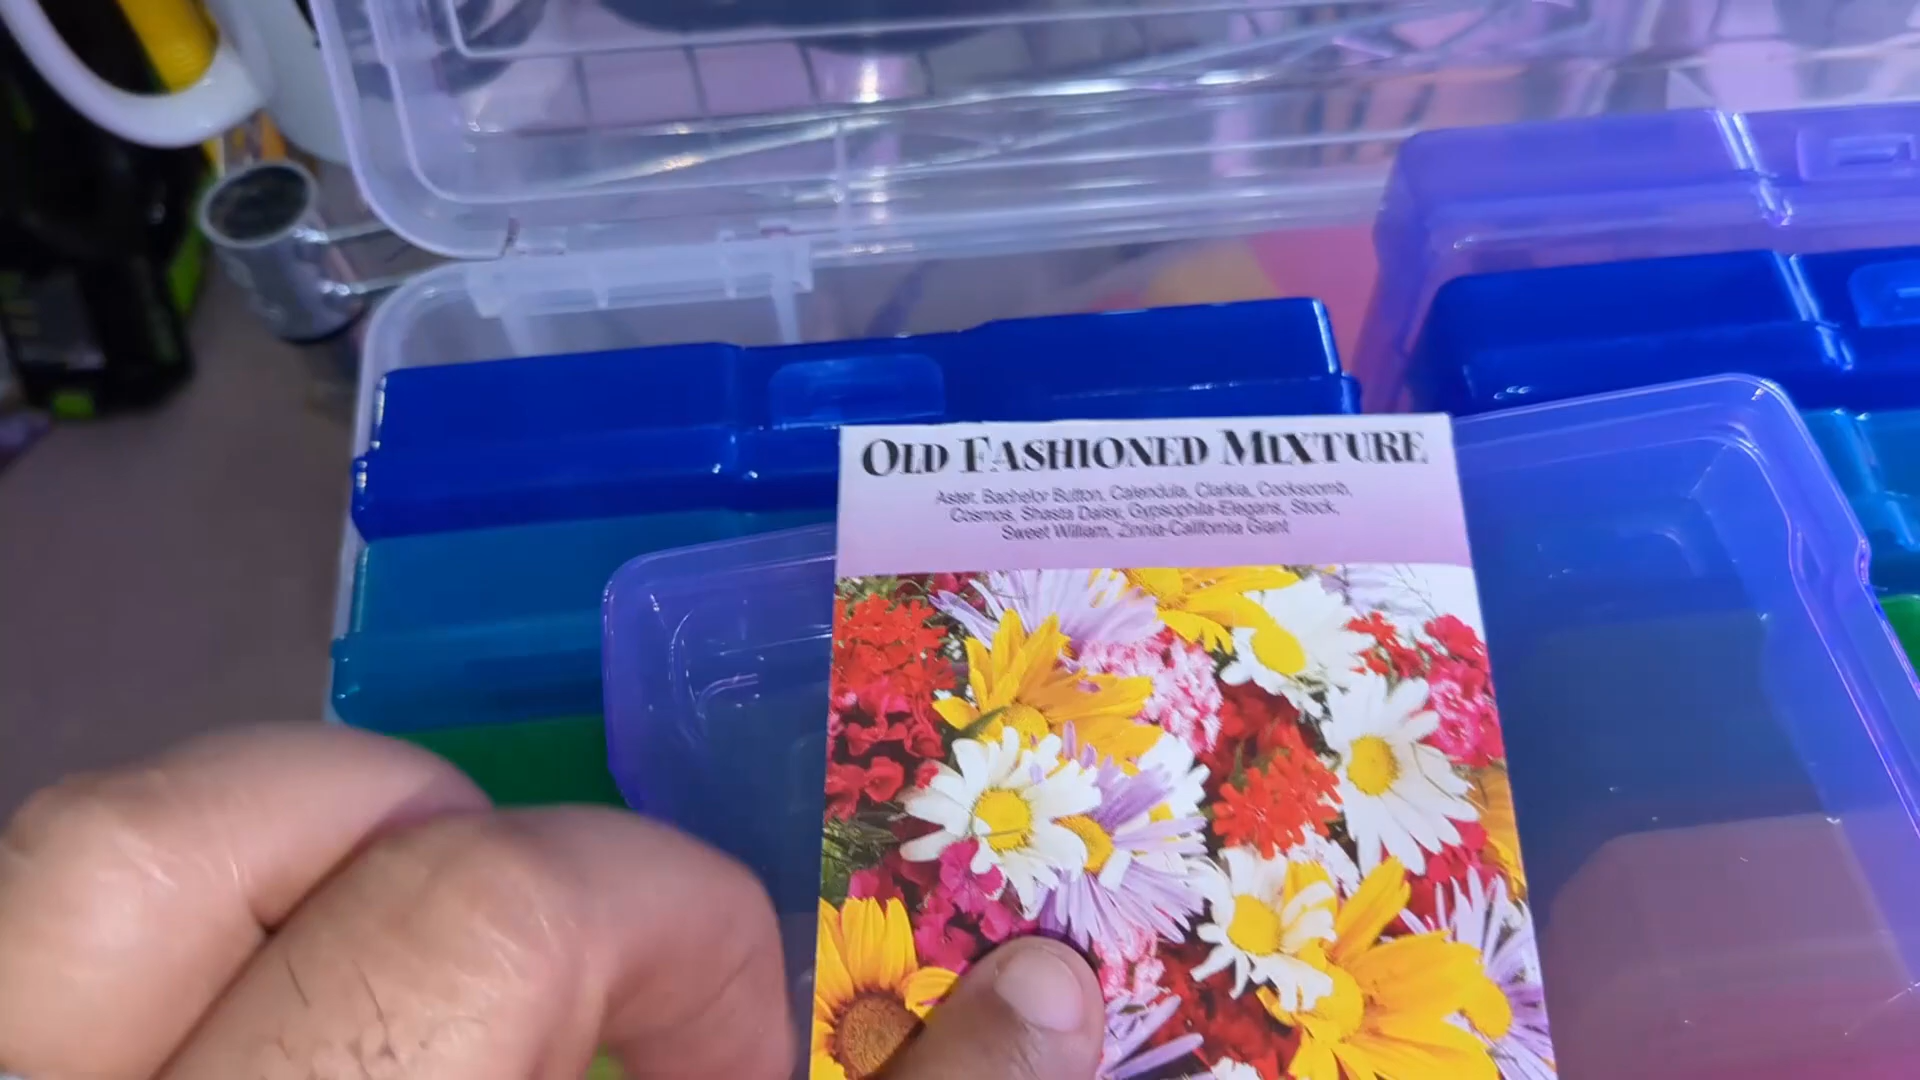 OLD FASHIONED MIXTURE
Aster, Bachelor Button, Calendula, Clarkia, Cockscomb,
Cosmos, Shasta Daisy, Gypsophila-Elegans, Stock,
Sweet William, Zinnia-California Giant